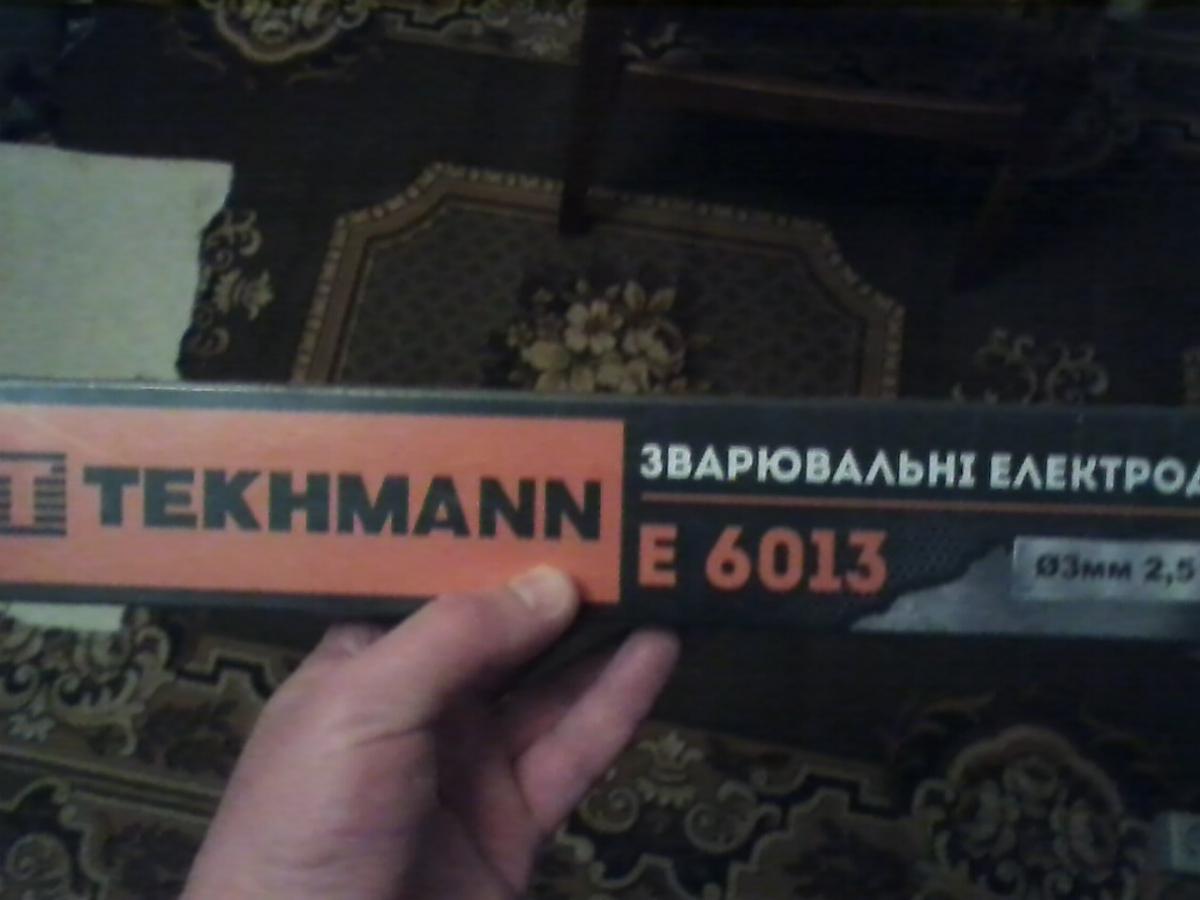 TEKHMANN
ЗВАРЮВАЛЬНІ ЕЛЕКТРОД
E 6013
Ø3мм 2,5